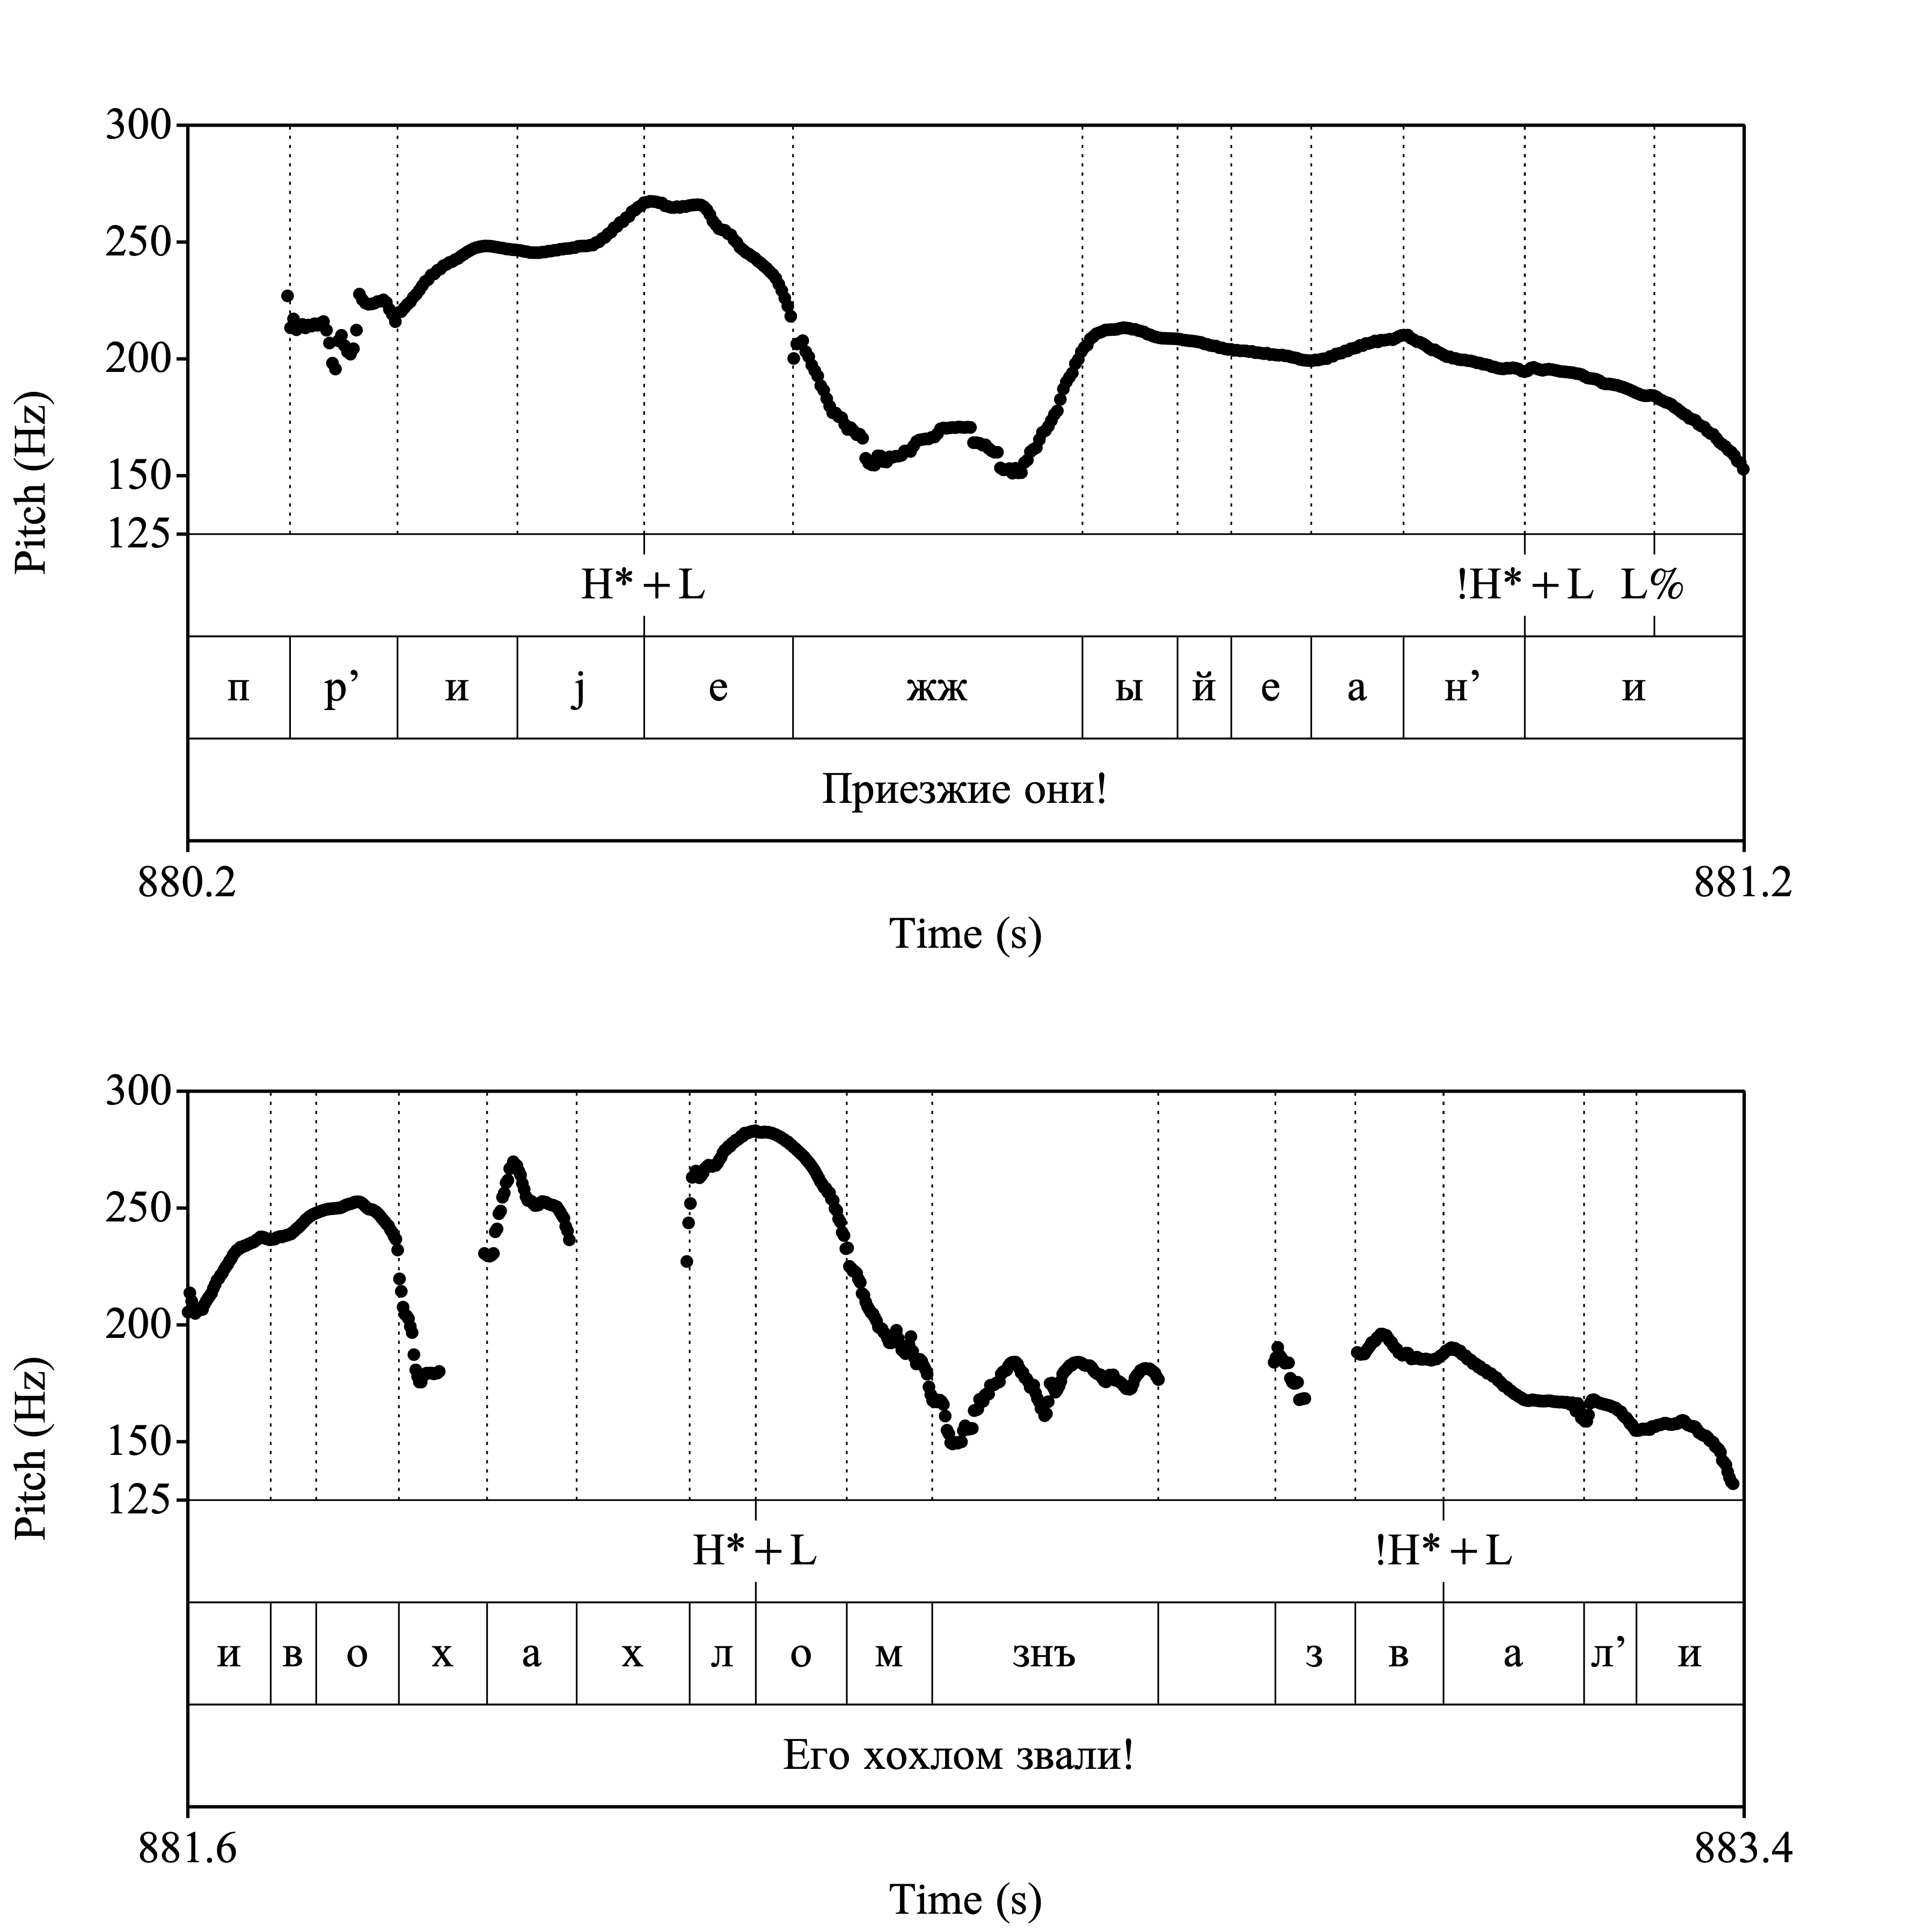 300
250
200
150
125
Pitch (Hz)
H* + L !H* + L L%
п р’ и j е жж ы й е а н’ и
Приезжие они!
880.2 881.2
Time (s)
300
250
200
150
125
Pitch (Hz)
H* + L !H* + L
и в о х а х л о м знъ з в а л’ и
Его хохлом звали!
881.6 883.4
Time (s)